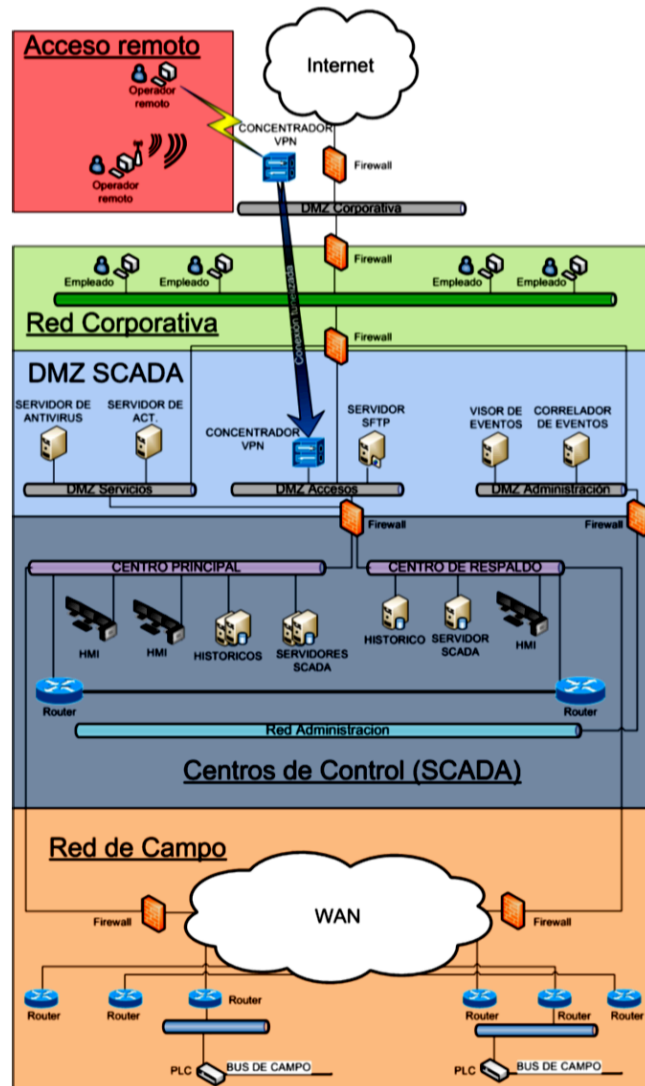 Acceso remoto
Operador
remoto
Operador
remoto
Internet
CONCENTRADOR
VPN
Firewall
DMZ Corporativa
Firewall
Empleado
Empleado
Empleado
Empleado
Red Corporativa
Conexión tunelizada
Firewall
DMZ SCADA
SERVIDOR DE
ANTIVIRUS
SERVIDOR DE
ACT.
CONCENTRADOR
VPN
SERVIDOR
SFTP
VISOR DE
EVENTOS
CORRELADOR
DE EVENTOS
DMZ Servicios
DMZ Accesos
DMZ Administración
Firewall
Firewall
CENTRO PRINCIPAL
CENTRO DE RESPALDO
HMI
HMI
HISTORICOS
SERVIDORES
SCADA
HISTORICO
SERVIDOR
SCADA
HMI
Router
Router
Red Administracion
Centros de Control (SCADA)
Red de Campo
WAN
Firewall
Firewall
Router
Router
Router
Router
Router
Router
PLC
BUS DE CAMPO
PLC
BUS DE CAMPO